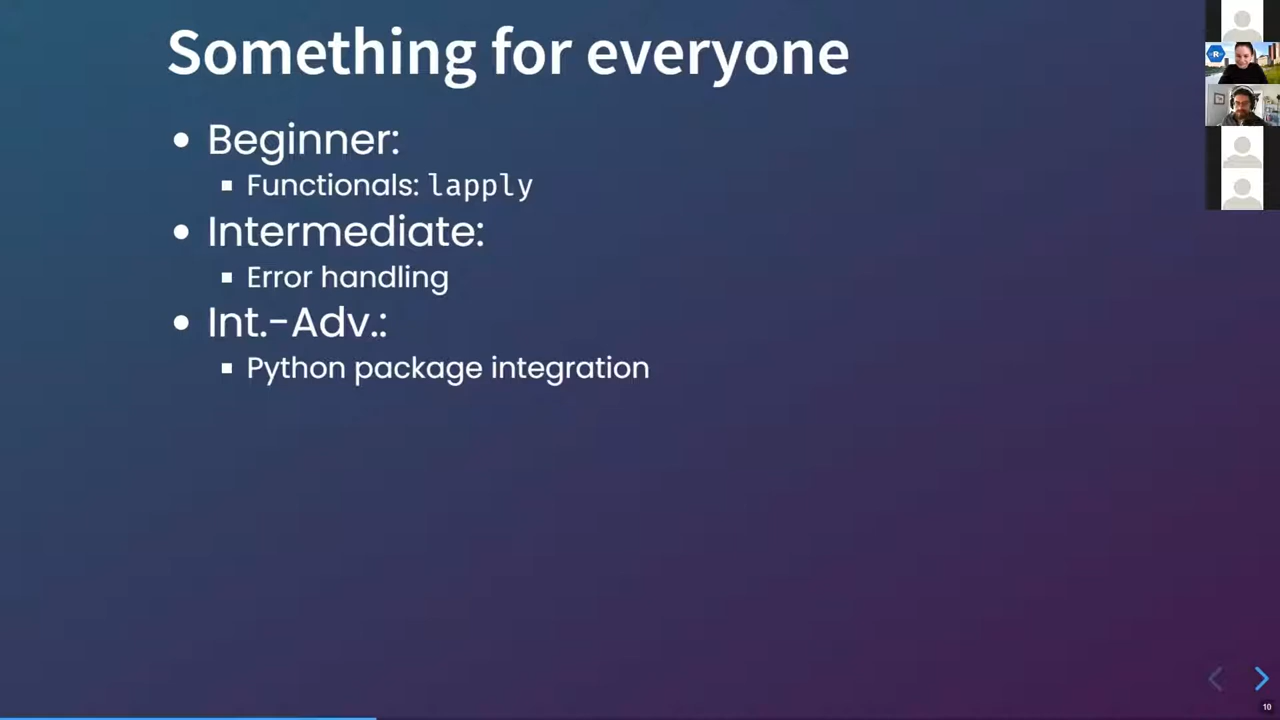 Something for everyone
• Beginner:
▪ Functionals: lapply
• Intermediate:
▪ Error handling
• Int.-Adv.:
▪ Python package integration
R
10